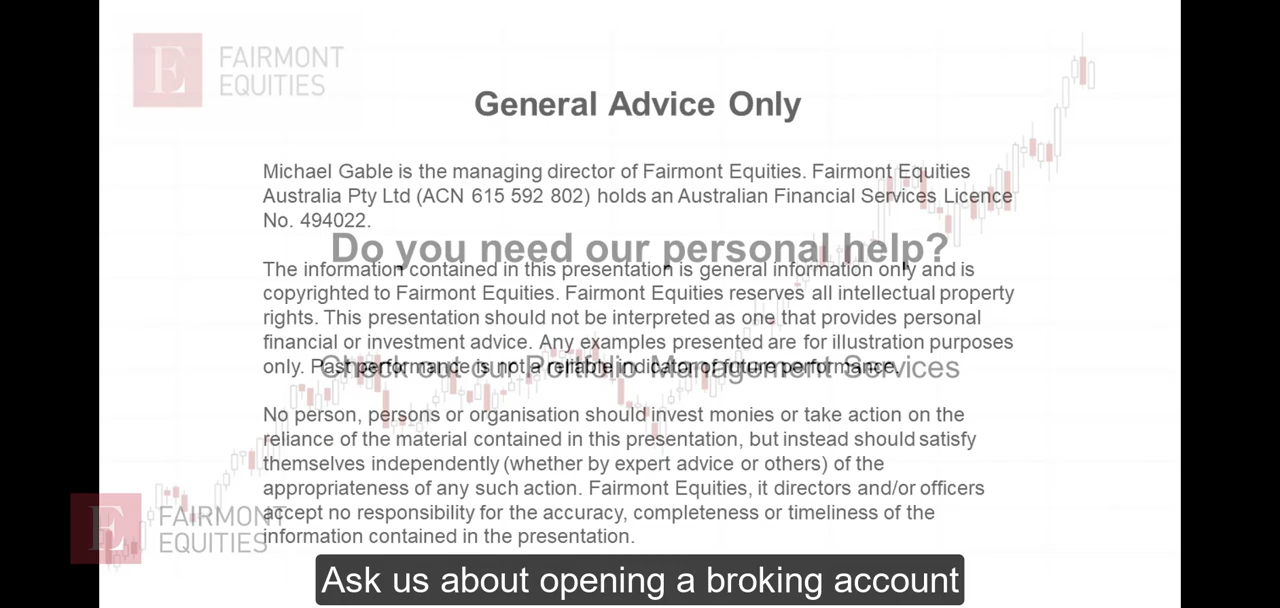 FAIRMONT
EQUITIES
General Advice Only
Michael Gable is the managing director of Fairmont Equities. Fairmont Equities
Australia Pty Ltd (ACN 615 592 802) holds an Australian Financial Services Licence
No. 494022.
Do you need our personal help?
The information contained in this presentation is general information only and is
copyrighted to Fairmont Equities. Fairmont Equities reserves all intellectual property
rights. This presentation should not be interpreted as one that provides personal
financial or investment advice. Any examples presented are for illustration purposes
only. Past performance is not a reliable indicator of future performance.
Check out our Portfolio Management Services
No person, persons or organisation should invest monies or take action on the
reliance of the material contained in this presentation, but instead should satisfy
themselves independently (whether by expert advice or others) of the
appropriateness of any such action. Fairmont Equities, it directors and/or officers
accept no responsibility for the accuracy, completeness or timeliness of the
information contained in the presentation.
FAIRMONT
EQUITIES
Ask us about opening a broking account